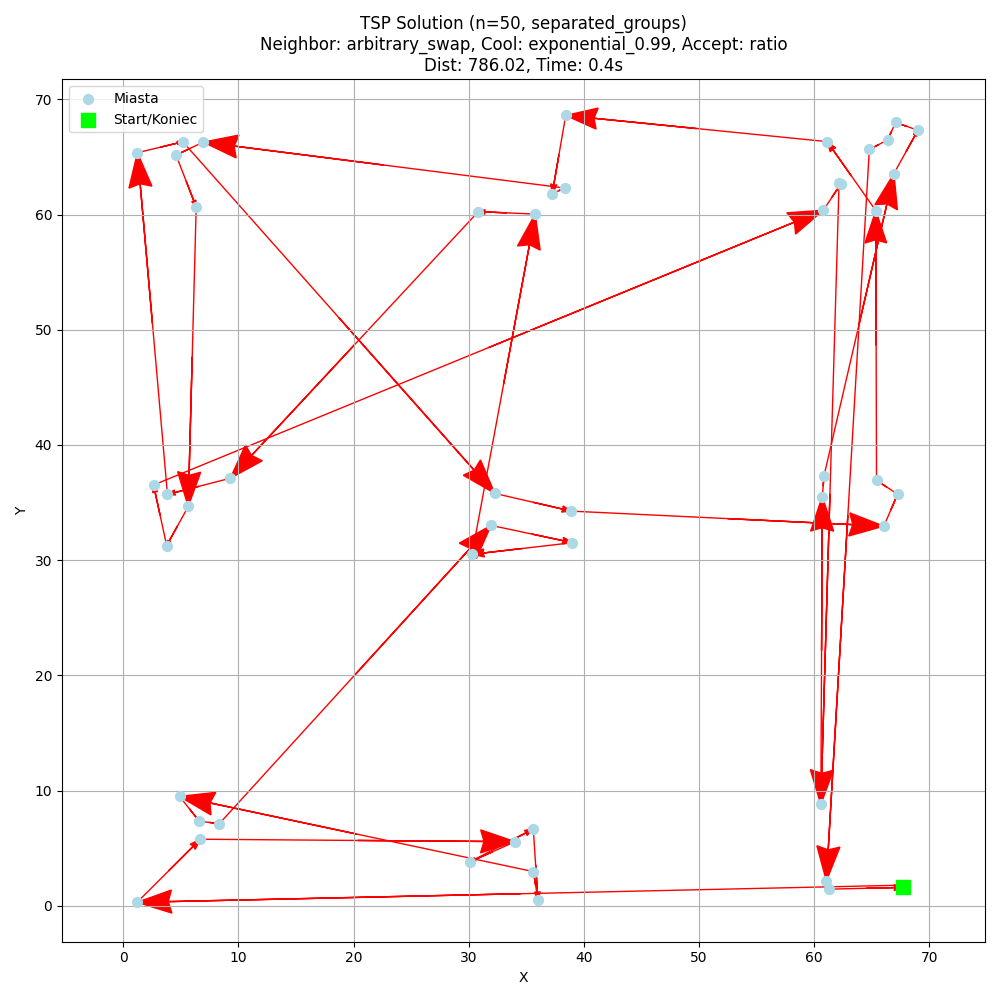 TSP Solution (n=50, separated_groups)
Neighbor: arbitrary_swap, Cool: exponential_0.99, Accept: ratio
Dist: 786.02, Time: 0.4s
Miasta
Start/Koniec
70
60
50
40
30
20
10
0
Y
0 10 20 30 40 50 60 70
X